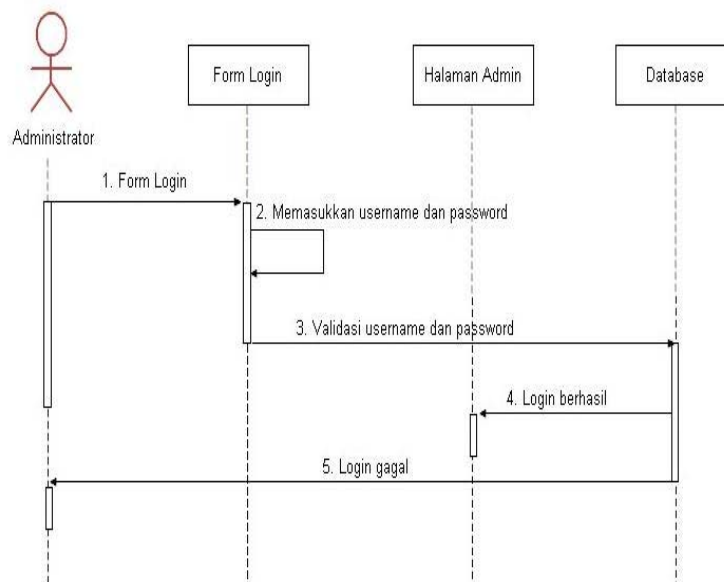 Form Login
Halaman Admin
Database
Administrator
1. Form Login
2. Memasukkan username dan password
3. Validasi username dan password
4. Login berhasil
5. Login gagal